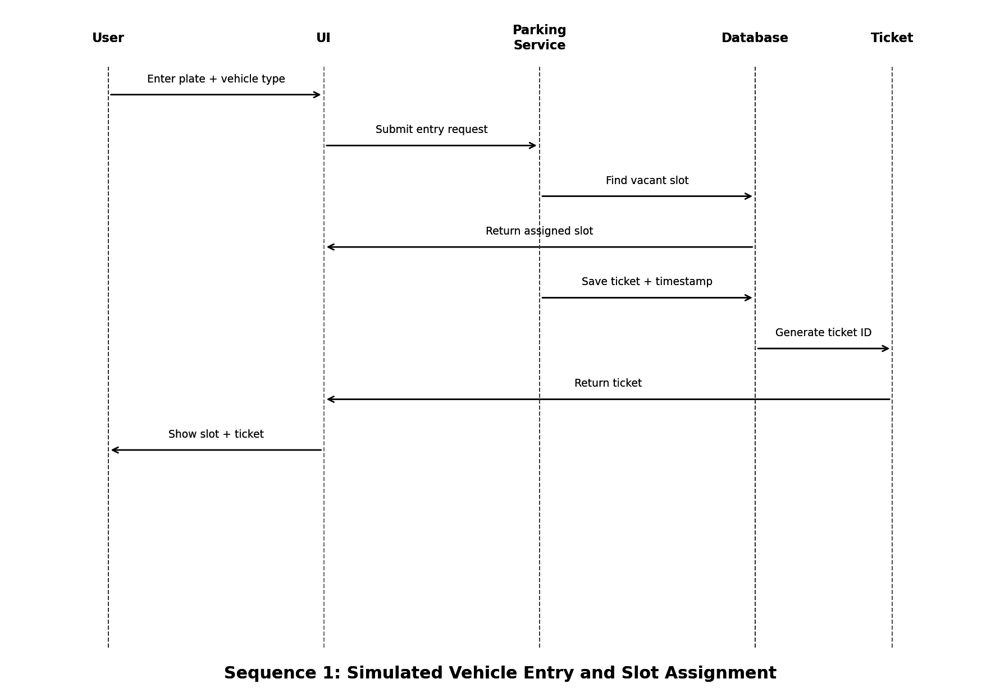 User
UI
Parking
Service
Database
Ticket
Enter plate + vehicle type
Submit entry request
Find vacant slot
Return assigned slot
Save ticket + timestamp
Generate ticket ID
Return ticket
Show slot + ticket
Sequence 1: Simulated Vehicle Entry and Slot Assignment